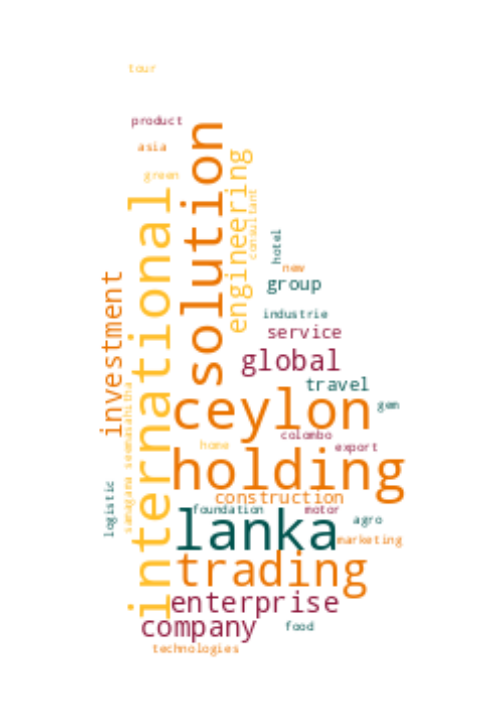 tour
product
asia
green
solution
engineering
consultant
international
hotel
new
group
investment
industrie
service
global
travel
samagana seemasahitha
ceylon
gem
colombo
home
export
holding
logistic
construction
foundation
motor
lanka
agro
marketing
trading
enterprise
company
food
technologies